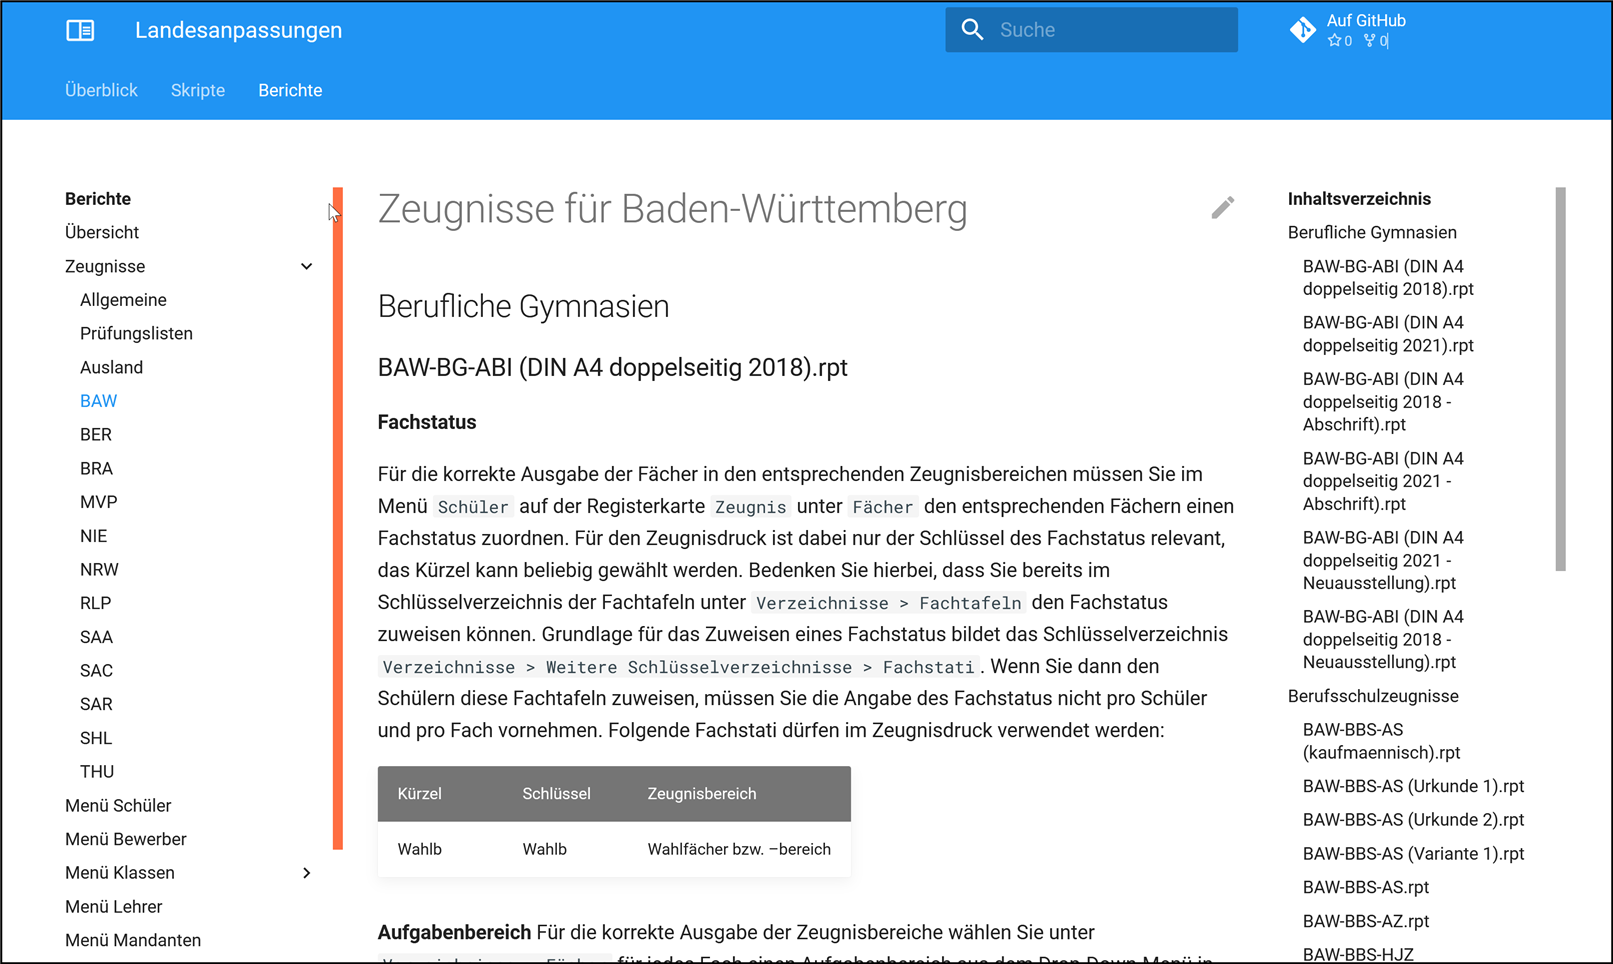 Landesanpassungen
Suche
Auf GitHub
0 0
Überblick Skripte Berichte
Berichte
Übersicht
Zeugnisse
Allgemeine
Prüfungslisten
Ausland
BAW
BER
BRA
MVP
NIE
NRW
RLP
SAA
SAC
SAR
SHL
THU
Menü Schüler
Menü Bewerber
Menü Klassen
Menü Lehrer
Menü Mandanten
Zeugnisse für Baden-Württemberg
Berufliche Gymnasien
BAW-BG-ABI (DIN A4 doppelseitig 2018).rpt
Fachstatus
Für die korrekte Ausgabe der Fächer in den entsprechenden Zeugnisbereichen müssen Sie im
Menü Schüler auf der Registerkarte Zeugnis unter Fächer den entsprechenden Fächern einen
Fachstatus zuordnen. Für den Zeugnisdruck ist dabei nur der Schlüssel des Fachstatus relevant,
das Kürzel kann beliebig gewählt werden. Bedenken Sie hierbei, dass Sie bereits im
Schlüsselverzeichnis der Fachtafeln unter Verzeichnisse > Fachtafeln den Fachstatus
zuweisen können. Grundlage für das Zuweisen eines Fachstatus bildet das Schlüsselverzeichnis
Verzeichnisse > Weitere Schlüsselverzeichnisse > Fachstati . Wenn Sie dann den
Schülern diese Fachtafeln zuweisen, müssen Sie die Angabe des Fachstatus nicht pro Schüler
und pro Fach vornehmen. Folgende Fachstati dürfen im Zeugnisdruck verwendet werden:
Kürzel Schlüssel Zeugnisbereich
Wahlb Wahlb Wahlfächer bzw. –bereich
Aufgabenbereich Für die korrekte Ausgabe der Zeugnisbereiche wählen Sie unter
für jedes Fach einen Aufgabenbereich aus dem Drop Down Menü in
Inhaltsverzeichnis
Berufliche Gymnasien
BAW-BG-ABI (DIN A4
doppelseitig 2018).rpt
BAW-BG-ABI (DIN A4
doppelseitig 2021).rpt
BAW-BG-ABI (DIN A4
doppelseitig 2018 -
Abschrift).rpt
BAW-BG-ABI (DIN A4
doppelseitig 2021 -
Abschrift).rpt
BAW-BG-ABI (DIN A4
doppelseitig 2021 -
Neuausstellung).rpt
BAW-BG-ABI (DIN A4
doppelseitig 2018 -
Neuausstellung).rpt
Berufsschulzeugnisse
BAW-BBS-AS
(kaufmaennisch).rpt
BAW-BBS-AS (Urkunde 1).rpt
BAW-BBS-AS (Urkunde 2).rpt
BAW-BBS-AS (Variante 1).rpt
BAW-BBS-AS.rpt
BAW-BBS-AZ.rpt
BAW-BBS-HJZ